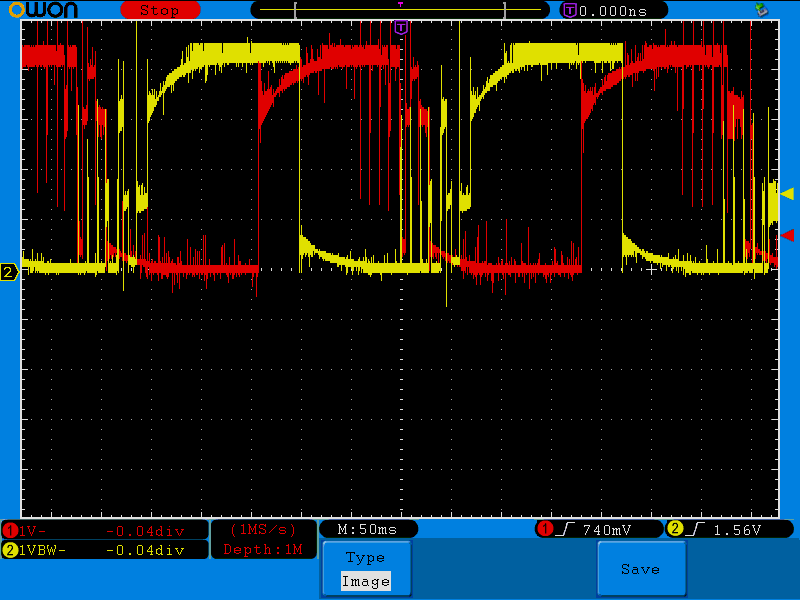 OWON Stop T T 0.000ns
T
2
1 1V- -0.04div (1MS/s) M:50ms 1 740mV 2 1.56V
2 1VBW- -0.04div Depth:1M
Type
Image
Save